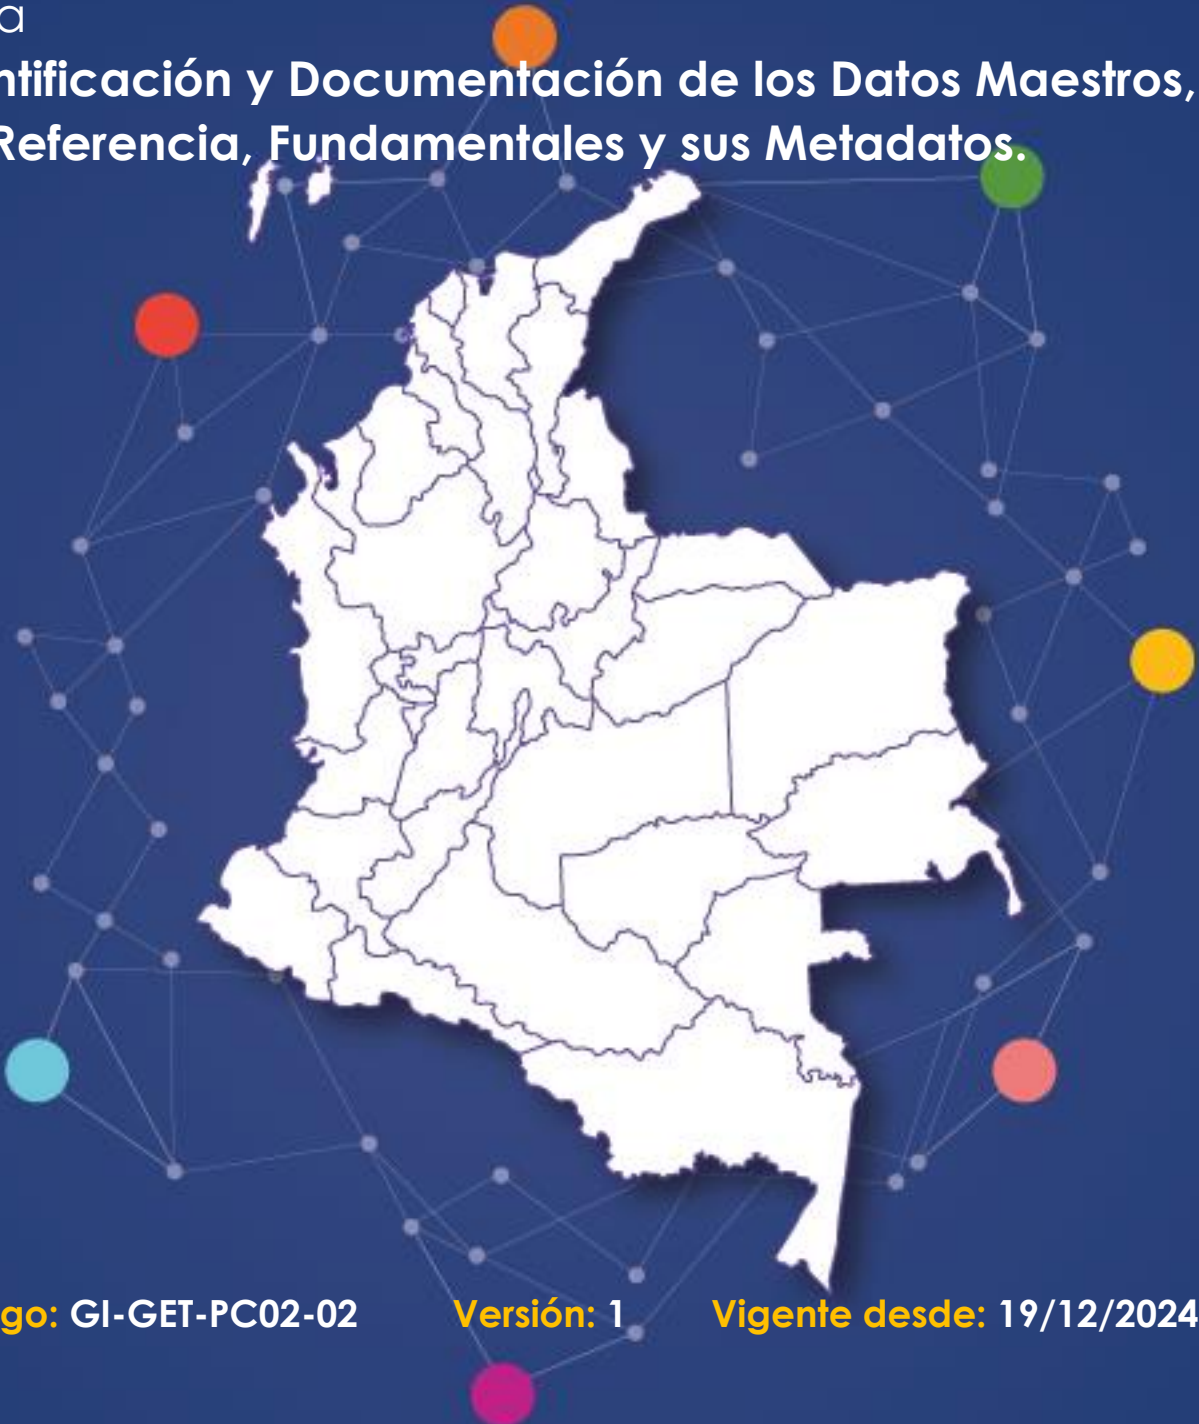 a
ntificación y Documentación de los Datos Maestros,
Referencia, Fundamentales y sus Metadatos.
go: GI-GET-PC02-02 Versión: 1 Vigente desde: 19/12/2024